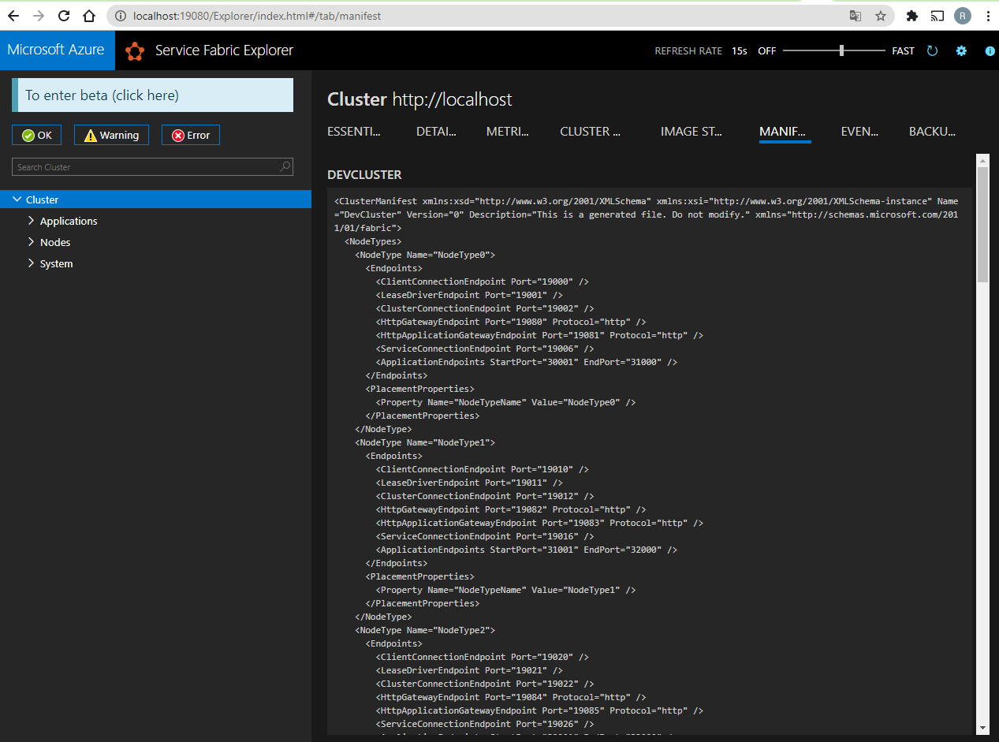 localhost:19080/Explorer/index.html#/tab/manifest
R
Microsoft Azure
Service Fabric Explorer
REFRESH RATE 15s OFF FAST
To enter beta (click here)
OK
Warning
Error
Search Cluster
Cluster
Applications
Nodes
System
Cluster http://localhost
ESSENTI... DETAI... METRI... CLUSTER ... IMAGE ST... MANIF... EVEN... BACKU...
DEVCLUSTER
<ClusterManifest xmlns:xsd="http://www.w3.org/2001/XMLSchema" xmlns:xsi="http://www.w3.org/2001/XMLSchema-instance" Name
="DevCluster" Version="0" Description="This is a generated file. Do not modify." xmlns="http://schemas.microsoft.com/201
1/01/fabric">
<NodeTypes>
<NodeType Name="NodeType0">
<Endpoints>
<ClientConnectionEndpoint Port="19000" />
<LeaseDriverEndpoint Port="19001" />
<ClusterConnectionEndpoint Port="19002" />
<HttpGatewayEndpoint Port="19080" Protocol="http" />
<HttpApplicationGatewayEndpoint Port="19081" Protocol="http" />
<ServiceConnectionEndpoint Port="19006" />
<ApplicationEndpoints StartPort="30001" EndPort="31000" />
</Endpoints>
<PlacementProperties>
<Property Name="NodeTypeName" Value="NodeType0" />
</PlacementProperties>
</NodeType>
<NodeType Name="NodeType1">
<Endpoints>
<ClientConnectionEndpoint Port="19010" />
<LeaseDriverEndpoint Port="19011" />
<ClusterConnectionEndpoint Port="19012" />
<HttpGatewayEndpoint Port="19082" Protocol="http" />
<HttpApplicationGatewayEndpoint Port="19083" Protocol="http" />
<ServiceConnectionEndpoint Port="19016" />
<ApplicationEndpoints StartPort="31001" EndPort="32000" />
</Endpoints>
<PlacementProperties>
<Property Name="NodeTypeName" Value="NodeType1" />
</PlacementProperties>
</NodeType>
<NodeType Name="NodeType2">
<Endpoints>
<ClientConnectionEndpoint Port="19020" />
<LeaseDriverEndpoint Port="19021" />
<ClusterConnectionEndpoint Port="19022" />
<HttpGatewayEndpoint Port="19084" Protocol="http" />
<HttpApplicationGatewayEndpoint Port="19085" Protocol="http" />
<ServiceConnectionEndpoint Port="19026" />